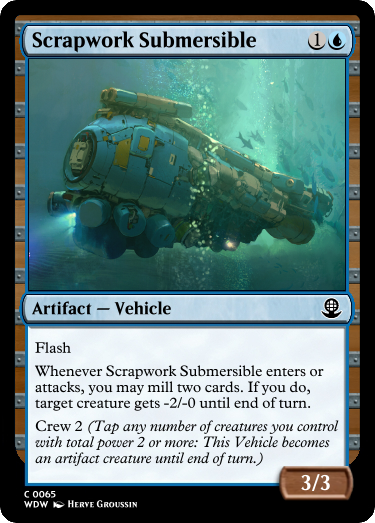 Scrapwork Submersible 1
Artifact — Vehicle
Flash
Whenever Scrapwork Submersible enters or
attacks, you may mill two cards. If you do,
target creature gets -2/-0 until end of turn.
Crew 2 (Tap any number of creatures you control
with total power 2 or more: This Vehicle becomes
an artifact creature until end of turn.)
3/3
C 0065
WDW Herve Groussin